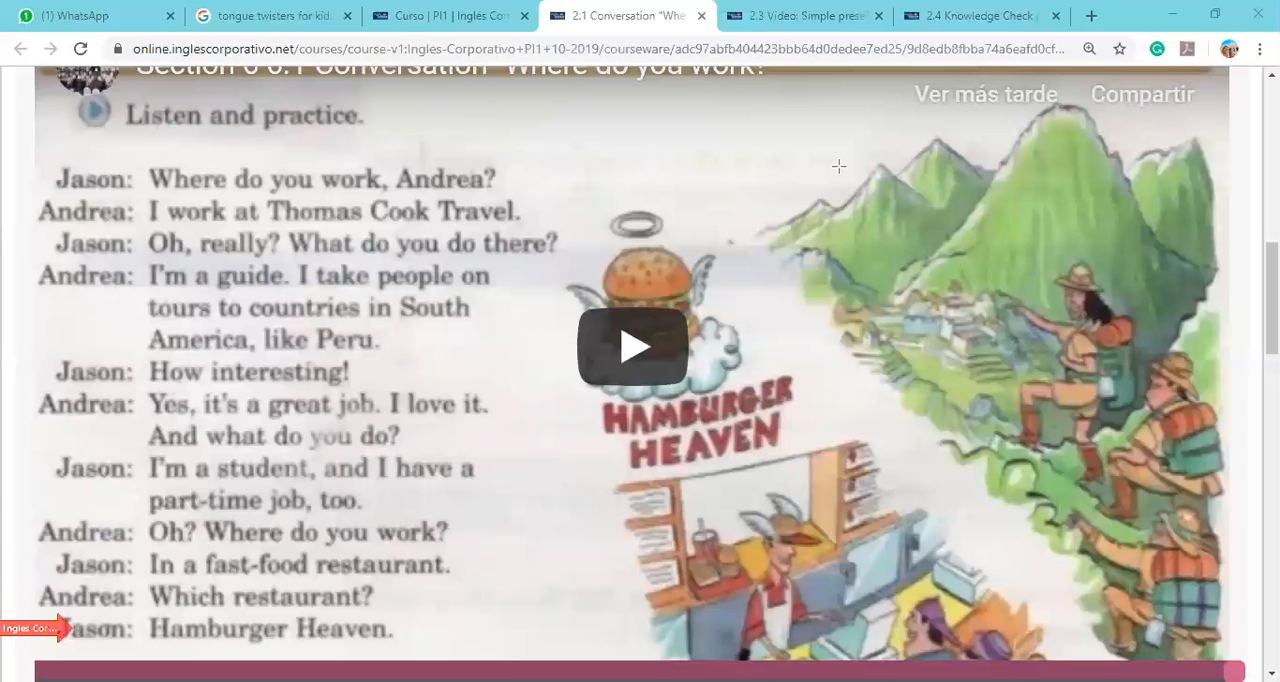 (1) WhatsApp
tongue twisters for kid
Curso | PI1 | Inglés Com
2.1 Conversation "Whe
2.3 Video: Simple prese
2.4 Knowledge Check
online.inglescorporativo.net/courses/course-v1:Ingles-Corporativo+PI1+10-2019/courseware/adc97abfb404423bbb64d0dedee7ed25/9d8edb8fbba74a6eafd0cf...
Conversation "Where do you work?
Ver más tarde Compartir
Listen and practice.
Jason: Where do you work, Andrea?
Andrea: I work at Thomas Cook Travel.
Jason: Oh, really? What do you do there?
Andrea: I'm a guide. I take people on
tours to countries in South
America, like Peru.
Jason: How interesting!
Andrea: Yes, it's a great job. I love it.
And what do you do?
Jason: I'm a student, and I have a
part-time job, too.
Andrea: Oh? Where do you work?
Jason: In a fast-food restaurant.
Andrea: Which restaurant?
Jason: Hamburger Heaven.
Ingles Cor...
HAMBURGER
HEAVEN